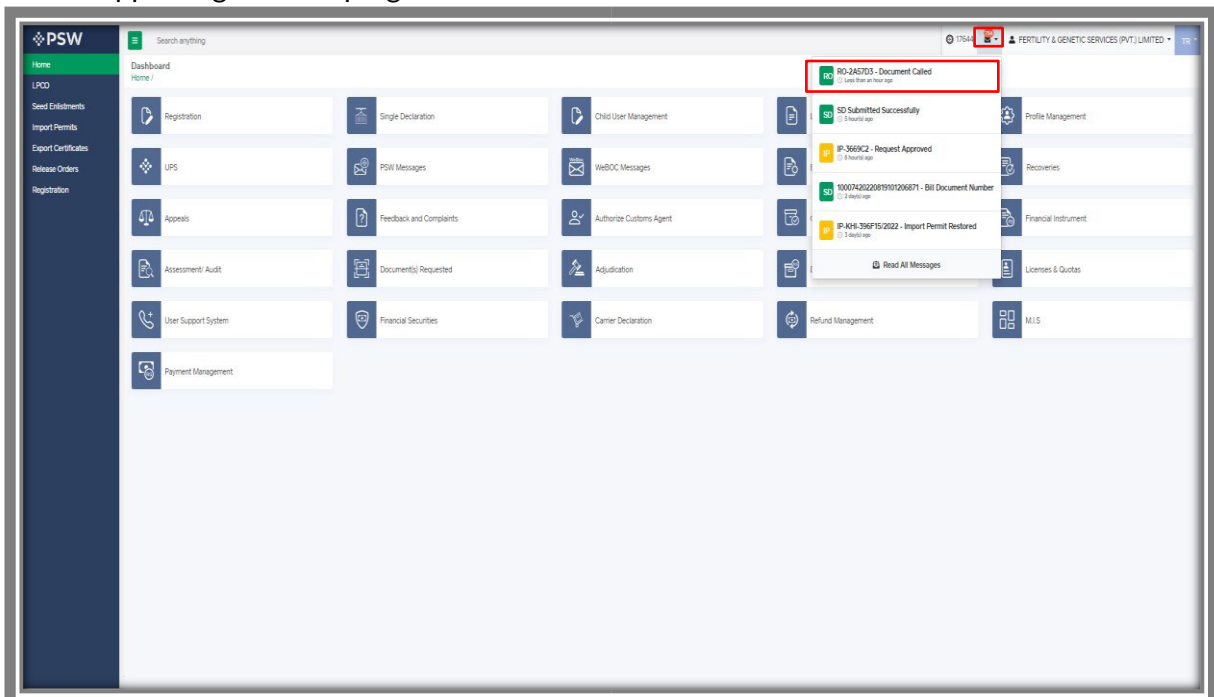 PSW
Search anything
17644
FERTILITY & GENETIC SERVICES (PVT.) LIMITED
TR
Home
LPCO
Seed Enlistments
Import Permits
Export Certificates
Release Orders
Registration
Dashboard
Home /
RO RO-2A57D3 - Document Called
Less than an hour ago
SD SD Submitted Successfully
5 hour(s) ago
IP IP-3669C2 - Request Approved
6 hour(s) ago
SD 10007420220819101206871 - Bill Document Number
2 day(s) ago
IP IP-KHI-396F15/2022 - Import Permit Restored
3 day(s) ago
Read All Messages
Registration
Single Declaration
Child User Management
Profile Management
UPS
PSW Messages
WeBOC Messages
Recoveries
Appeals
Feedback and Complaints
Authorize Customs Agent
Financial Instrument
Assessment/ Audit
Document(s) Requested
Adjudication
Licenses & Quotas
User Support System
Financial Securities
Carrier Declaration
Refund Management
M.I.S
Payment Management